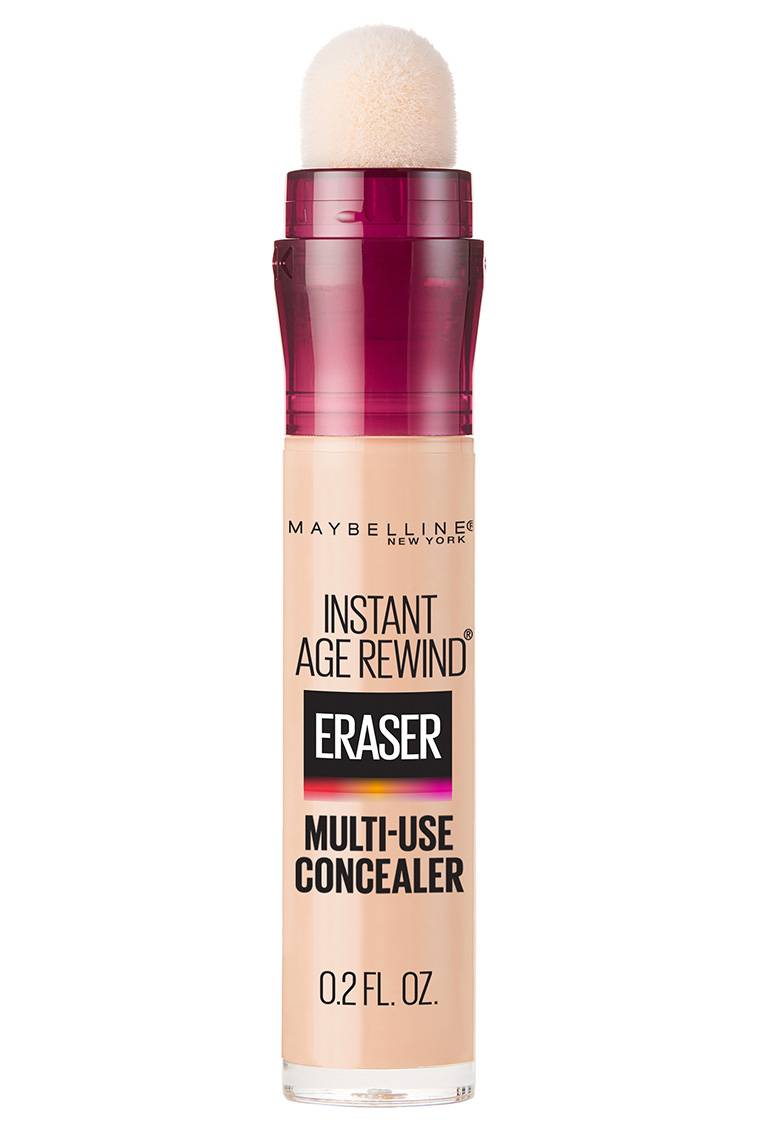 MAYBELLINE®
NEW YORK
INSTANT
AGE REWIND®
ERASER
MULTI-USE
CONCEALER
0.2 FL. OZ.